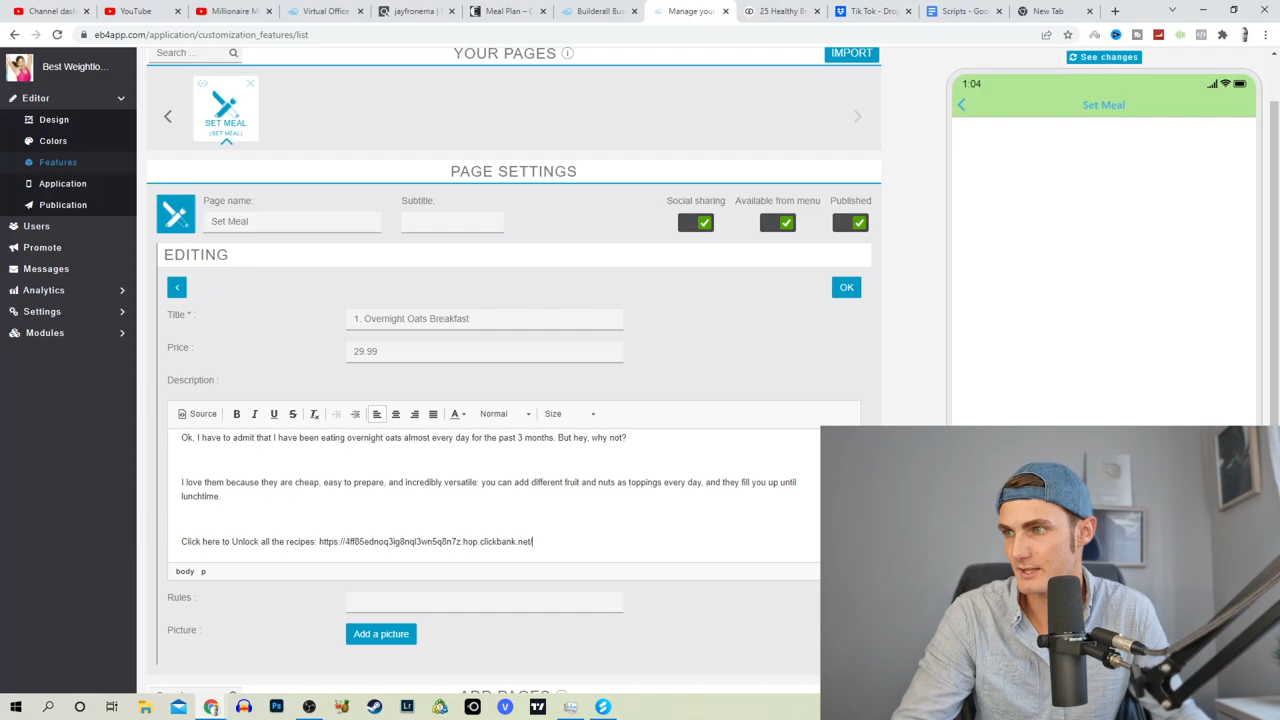 Channel dash
YouTube
Millionaire M
Virtual Office
jayfronema |
Meal Plan – C
Builderall Bus
Manage your
25 Healthy B
Tik Tok - Drop
Scripts - Goo
New Tab
eb4app.com/application/customization_features/list
Best Weightlo...
Editor
Design
Colors
Features
Application
Publication
Users
Promote
Messages
Analytics
Settings
Modules
Search ...
YOUR PAGES
IMPORT
SET MEAL
(SET MEAL)
PAGE SETTINGS
Page name:
Subtitle:
Social sharing
Available from menu
Published
Set Meal
EDITING
OK
Title * :
1. Overnight Oats Breakfast
Price :
29.99
Description :
Source
B I U S
Normal
Size
Ok, I have to admit that I have been eating overnight oats almost every day for the past 3 months. But hey, why not?
I love them because they are cheap, easy to prepare, and incredibly versatile: you can add different fruit and nuts as toppings every day, and they fill you up until
lunchtime.
Click here to Unlock all the recipes: https://4ff85ednoq3ig8nql3wn5q8n7z.hop.clickbank.net/
body p
Rules :
Picture :
Add a picture
See changes
1:04
Set Meal